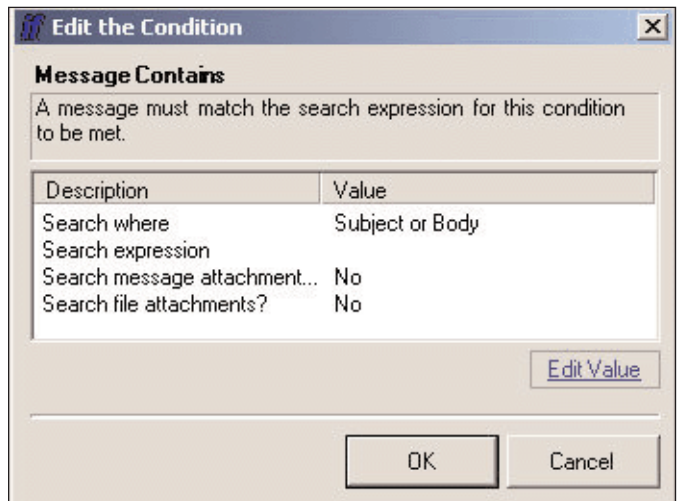 Edit the Condition
Message Contains
A message must match the search expression for this condition
to be met.
Description Value
Search where Subject or Body
Search expression
Search message attachment... No
Search file attachments? No
Edit Value
OK Cancel